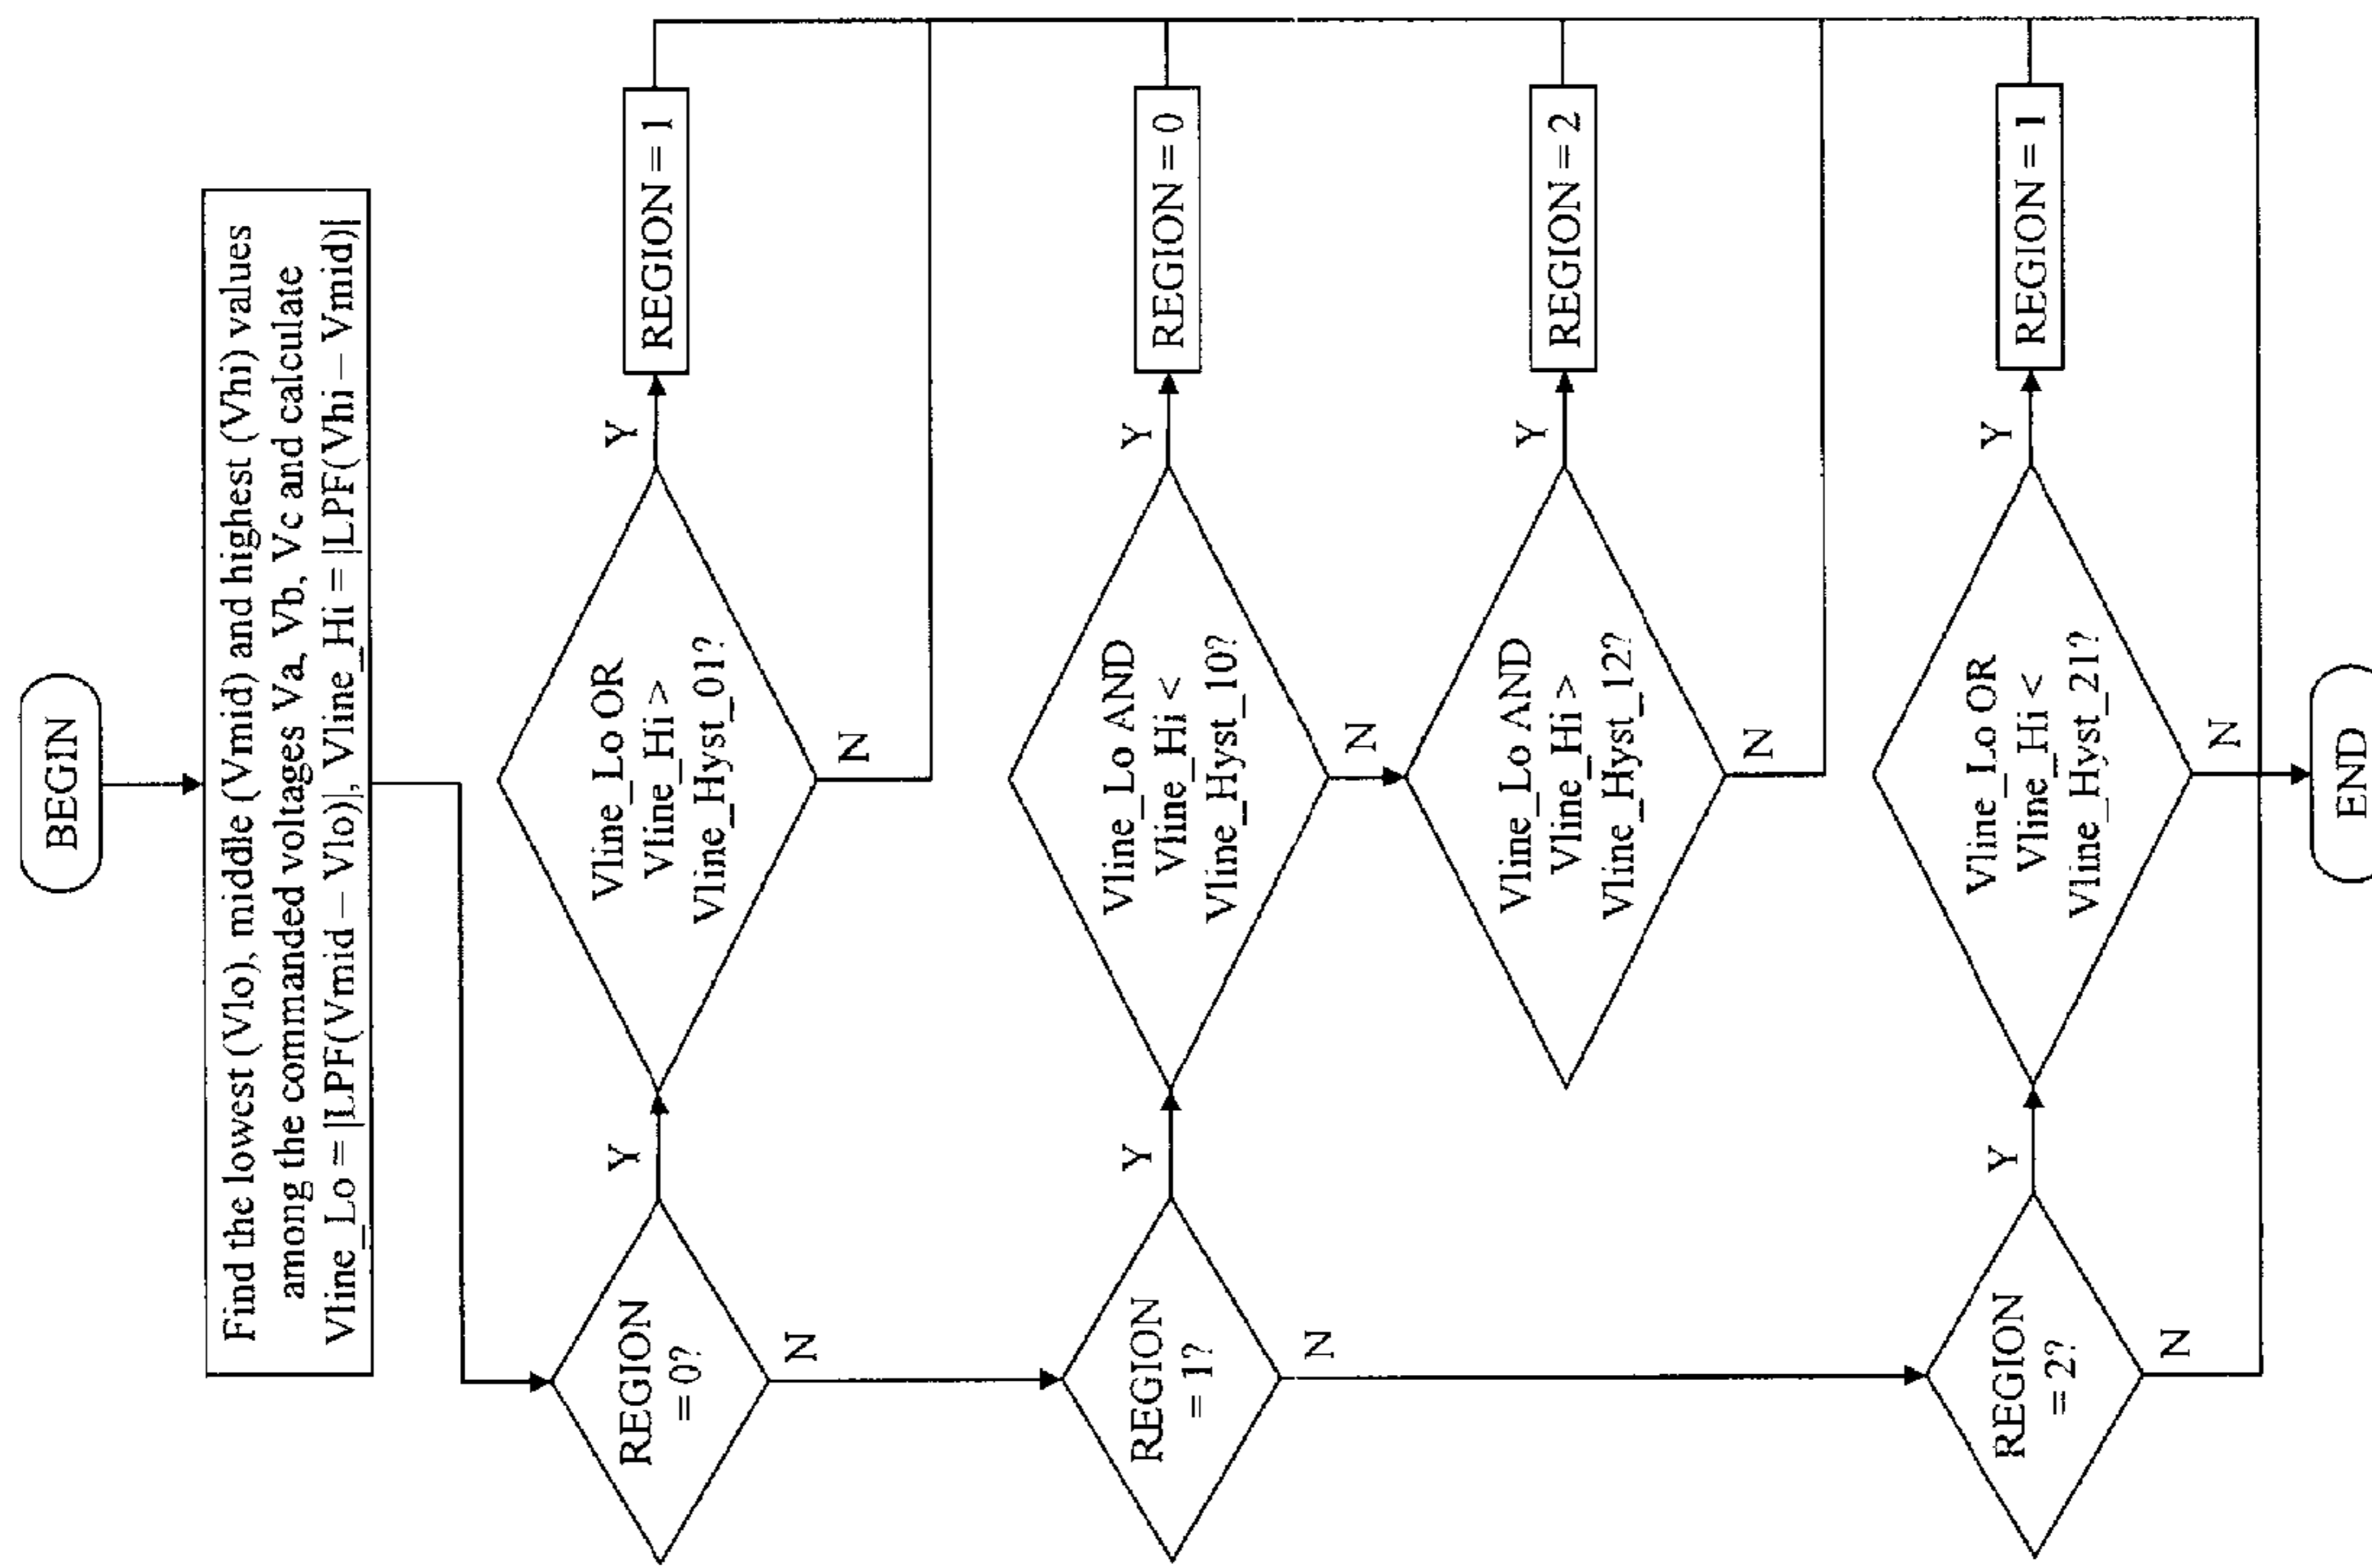 BEGIN
Find the lowest (Vlo), middle (Vmid) and highest (Vhi) values
among the commanded voltages Va, Vb, Vc and calculate
Vline_Lo = |LPF(Vmid – Vlo)|, Vline_Hi = |LPF(Vhi – Vmid)|
REGION
= 0?
Y
N
Vline_Lo OR
Vline_Hi >
Vline_Hyst_01?
Y
N
REGION = 1
REGION
= 1?
Y
N
Vline_Lo AND
Vline_Hi <
Vline_Hyst_10?
Y
N
REGION = 0
Vline_Lo AND
Vline_Hi >
Vline_Hyst_12?
Y
N
REGION = 2
REGION
= 2?
Y
N
Vline_Lo OR
Vline_Hi <
Vline_Hyst_21?
Y
N
REGION = 1
END